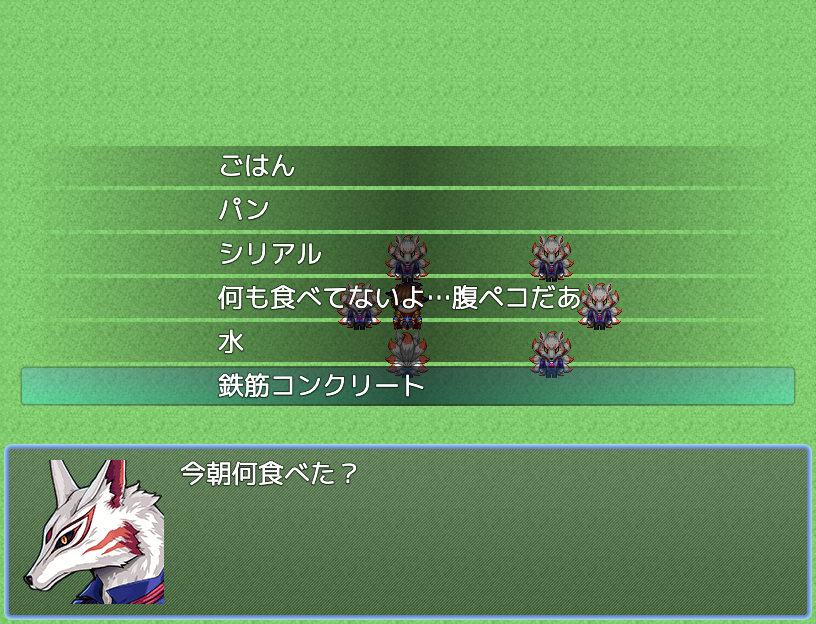 ごはん
パン
シリアル
何も食べてないよ…腹ペコだあ
水
鉄筋コンクリート
今朝何食べた？